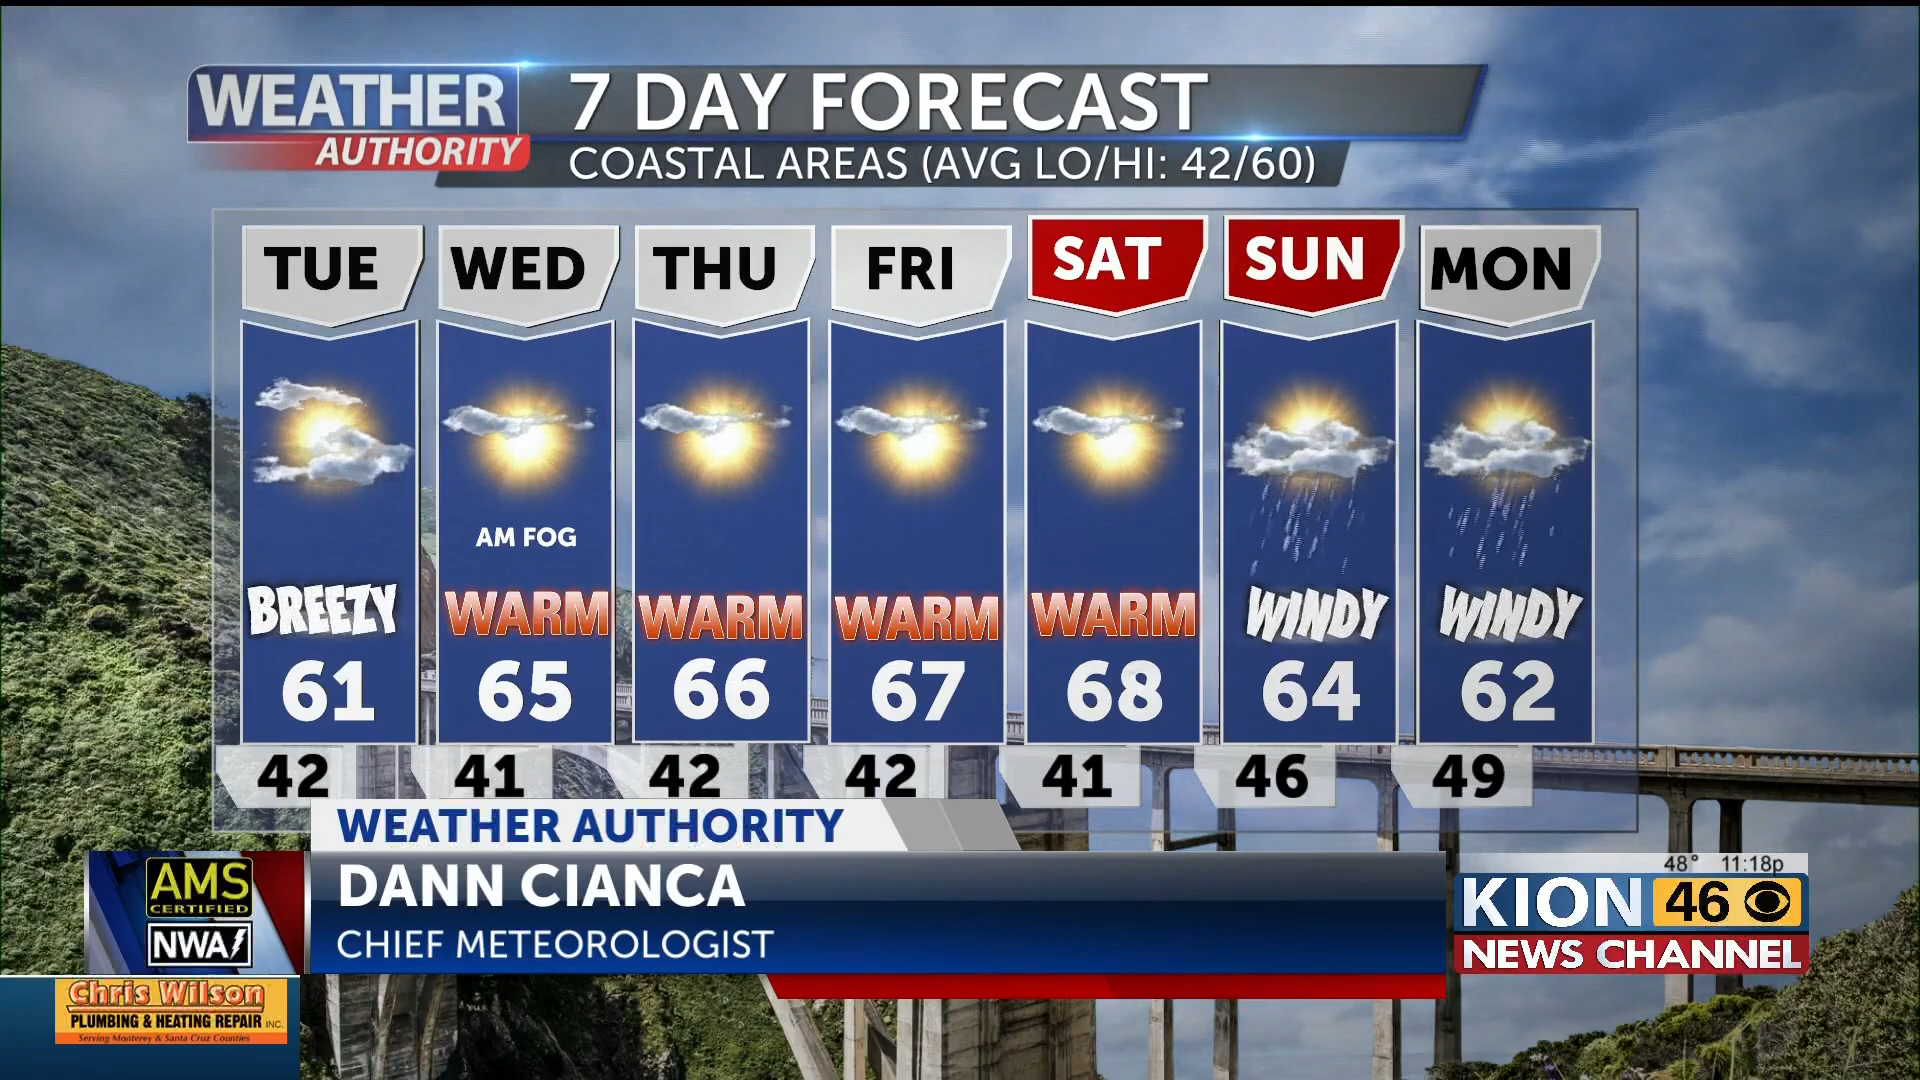 WEATHER
AUTHORITY
7 DAY FORECAST
COASTAL AREAS (AVG LO/HI: 42/60)
TUE WED THU FRI SAT SUN MON
AM FOG
BREEZY WARM WARM WARM WARM WINDY WINDY
61 65 66 67 68 64 62
42 41 42 42 41 46 49
WEATHER AUTHORITY
DANN CIANCA
CHIEF METEOROLOGIST
AMS
CERTIFIED
NWA
48° 11:18p
KION 46
NEWS CHANNEL
Chris Wilson
PLUMBING & HEATING REPAIR INC.
Serving Monterey & Santa Cruz Counties